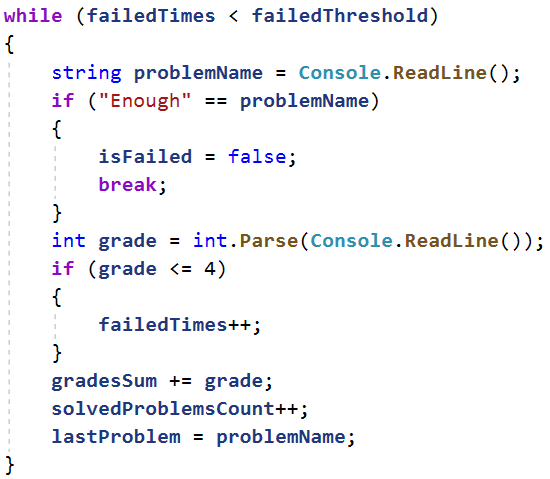 while (failedTimes < failedThreshold)
{
    string problemName = Console.ReadLine();
    if ("Enough" == problemName)
    {
        isFailed = false;
        break;
    }
    int grade = int.Parse(Console.ReadLine());
    if (grade <= 4)
    {
        failedTimes++;
    }
    gradesSum += grade;
    solvedProblemsCount++;
    lastProblem = problemName;
}